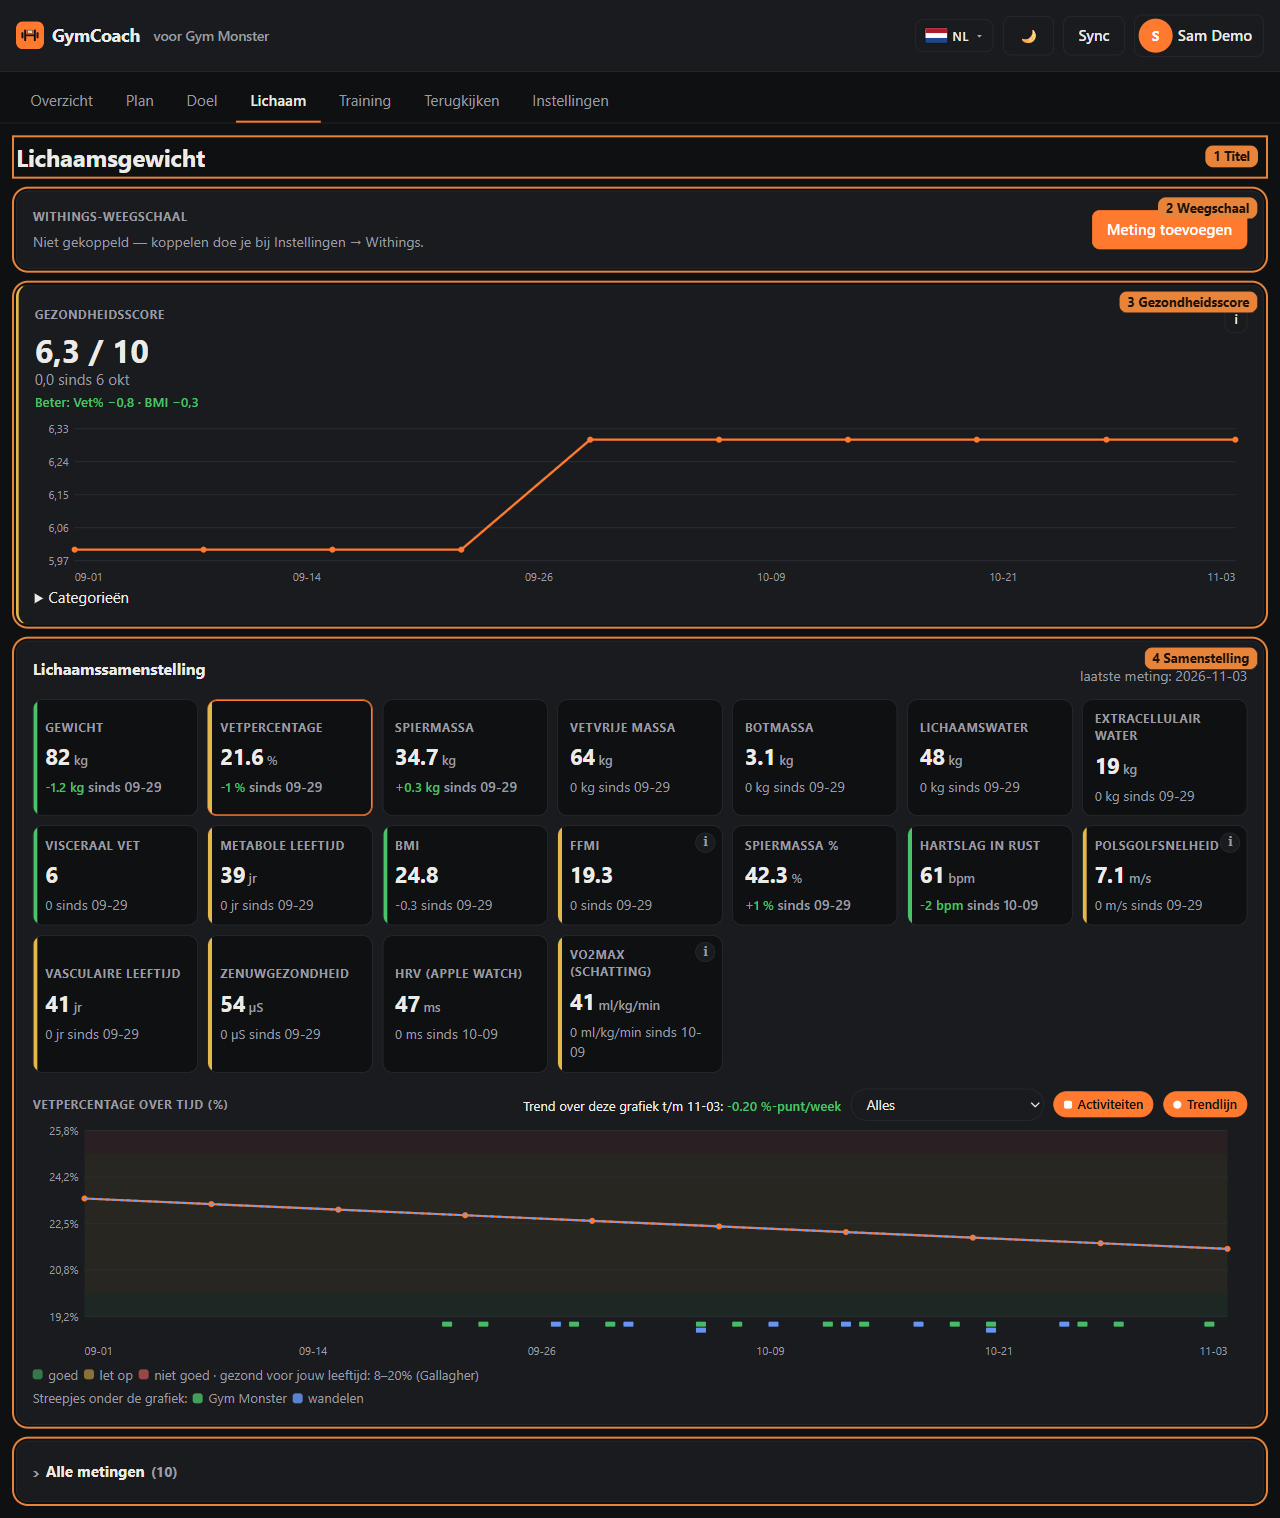 GymCoach voor Gym Monster
NL
Sync
S Sam Demo
Overzicht Plan Doel Lichaam Training Terugkijken Instellingen
Lichaamsgewicht
1 Titel
WITHINGS-WEEGSCHAAL
Niet gekoppeld — koppelen doe je bij Instellingen → Withings.
2 Weegschaal
Meting toevoegen
3 Gezondheidsscore
i
GEZONDHEIDSSCORE
6,3 / 10
0,0 sinds 6 okt
Beter: Vet% −0,8 · BMI −0,3
6,33
6,24
6,15
6,06
5,97
09-01 09-14 09-26 10-09 10-21 11-03
▶ Categorieën
Lichaamssamenstelling
4 Samenstelling
laatste meting: 2026-11-03
GEWICHT
82 kg
-1.2 kg sinds 09-29
VETPERCENTAGE
21.6 %
-1 % sinds 09-29
SPIERMASSA
34.7 kg
+0.3 kg sinds 09-29
VETVRIJE MASSA
64 kg
0 kg sinds 09-29
BOTMASSA
3.1 kg
0 kg sinds 09-29
LICHAAMSWATER
48 kg
0 kg sinds 09-29
EXTRACELLULAIR
WATER
19 kg
0 kg sinds 09-29
VISCERAAL VET
6
0 sinds 09-29
METABOLE LEEFTIJD
39 jr
0 jr sinds 09-29
BMI
24.8
-0.3 sinds 09-29
FFMI i
19.3
0 sinds 09-29
SPIERMASSA %
42.3 %
+1 % sinds 09-29
HARTSLAG IN RUST
61 bpm
-2 bpm sinds 10-09
POLSGOLFSNELHEID i
7.1 m/s
0 m/s sinds 09-29
VASCULAIRE LEEFTIJD
41 jr
0 jr sinds 09-29
ZENUWGEZONDHEID
54 µS
0 µS sinds 09-29
HRV (APPLE WATCH)
47 ms
0 ms sinds 10-09
VO2MAX i
(SCHATTING)
41 ml/kg/min
0 ml/kg/min sinds 10-
09
VETPERCENTAGE OVER TIJD (%)
Trend over deze grafiek t/m 11-03: -0.20 %-punt/week
Alles
Activiteiten
Trendlijn
25,8%
24,2%
22,5%
20,8%
19,2%
09-01 09-14 09-26 10-09 10-21 11-03
goed let op niet goed · gezond voor jouw leeftijd: 8–20% (Gallagher)
Streepjes onder de grafiek: Gym Monster wandelen
› Alle metingen (10)